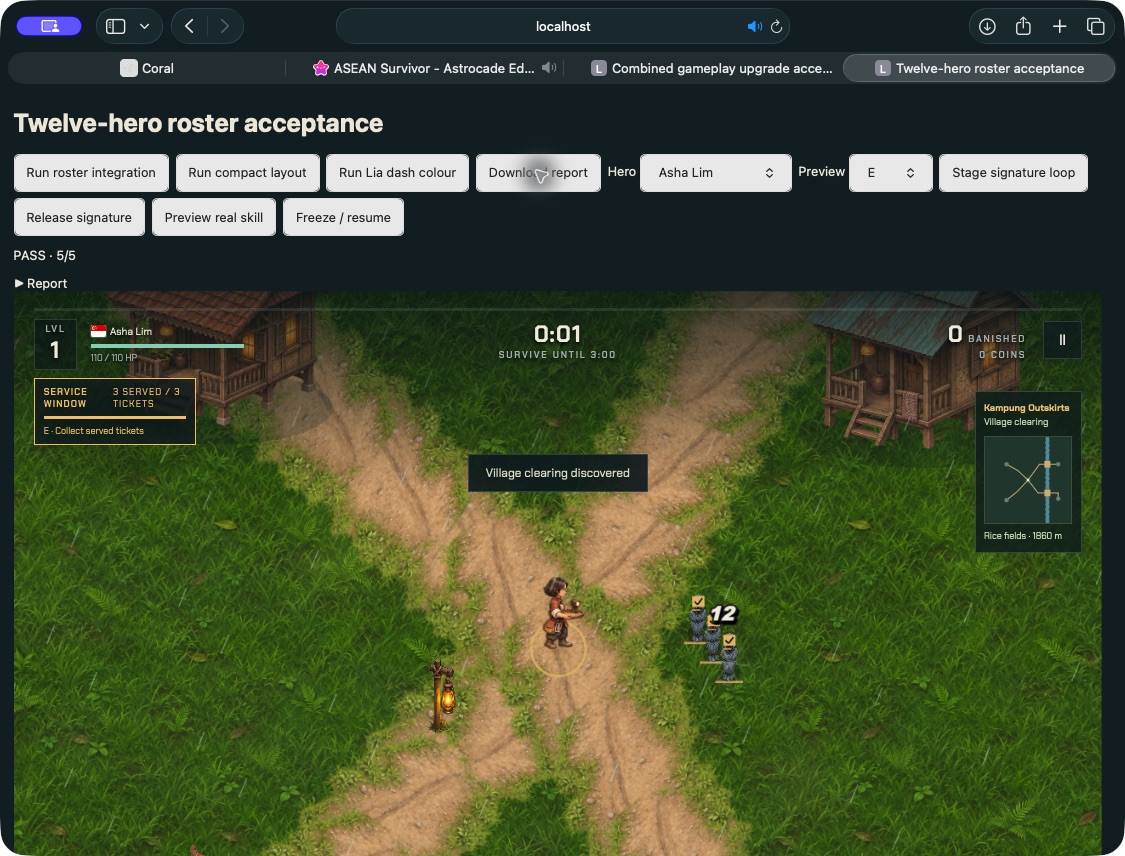 localhost
Coral
ASEAN Survivor - Astrocade Ed...
L Combined gameplay upgrade acce...
L Twelve-hero roster acceptance
Twelve-hero roster acceptance
Run roster integration
Run compact layout
Run Lia dash colour
Download report
Hero
Asha Lim
Preview
E
Stage signature loop
Release signature
Preview real skill
Freeze / resume
PASS · 5/5
Report
LVL
1
Asha Lim
110 / 110 HP
0:01
SURVIVE UNTIL 3:00
0 BANISHED
0 COINS
SERVICE WINDOW
3 SERVED / 3 TICKETS
E · Collect served tickets
Kampung Outskirts
Village clearing
Rice fields · 1860 m
Village clearing discovered
12